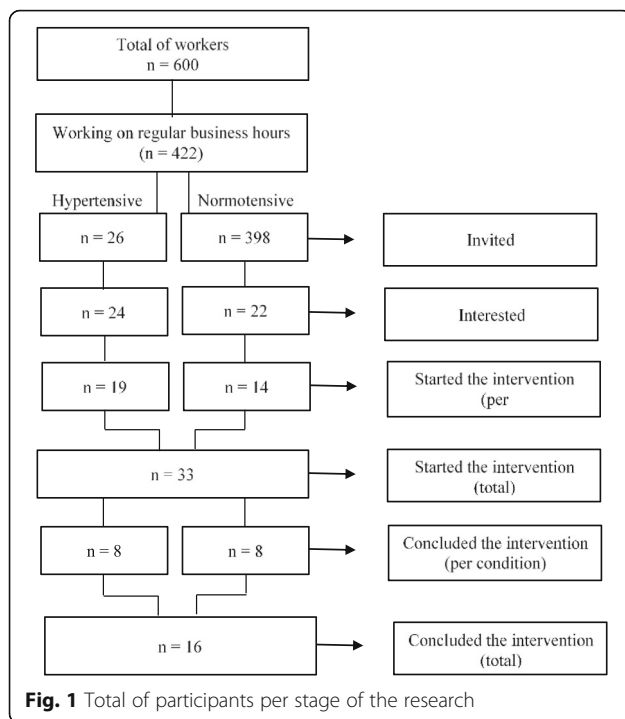 Total of workers
n = 600
Working on regular business hours
(n = 422)
Hypertensive Normotensive
n = 26 n = 398 Invited
n = 24 n = 22 Interested
n = 19 n = 14 Started the intervention
(per
n = 33 Started the intervention
(total)
n = 8 n = 8 Concluded the intervention
(per condition)
n = 16 Concluded the intervention
(total)
Fig. 1 Total of participants per stage of the research